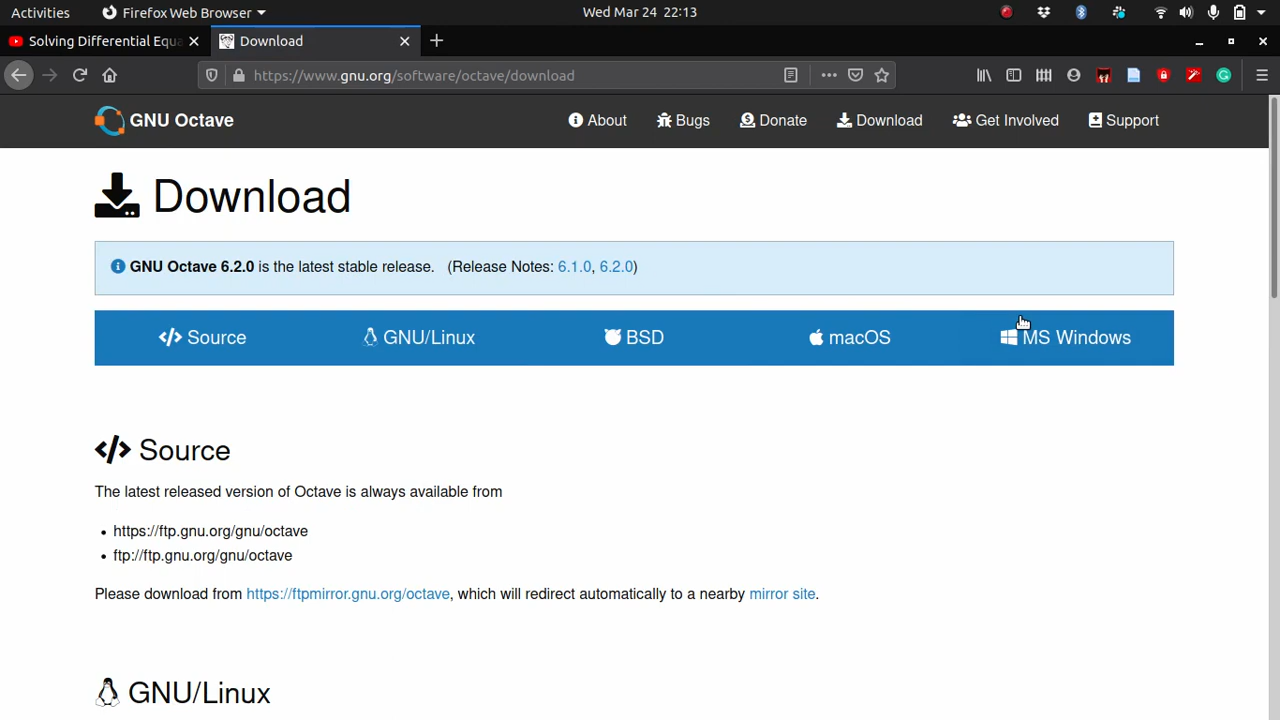 Activities Firefox Web Browser Wed Mar 24 22:13
Solving Differential Equa Download
https://www.gnu.org/software/octave/download
GNU Octave About Bugs Donate Download Get Involved Support
Download
GNU Octave 6.2.0 is the latest stable release. (Release Notes: 6.1.0, 6.2.0)
Source GNU/Linux BSD macOS MS Windows
Source
The latest released version of Octave is always available from
• https://ftp.gnu.org/gnu/octave
• ftp://ftp.gnu.org/gnu/octave
Please download from https://ftpmirror.gnu.org/octave, which will redirect automatically to a nearby mirror site.
GNU/Linux